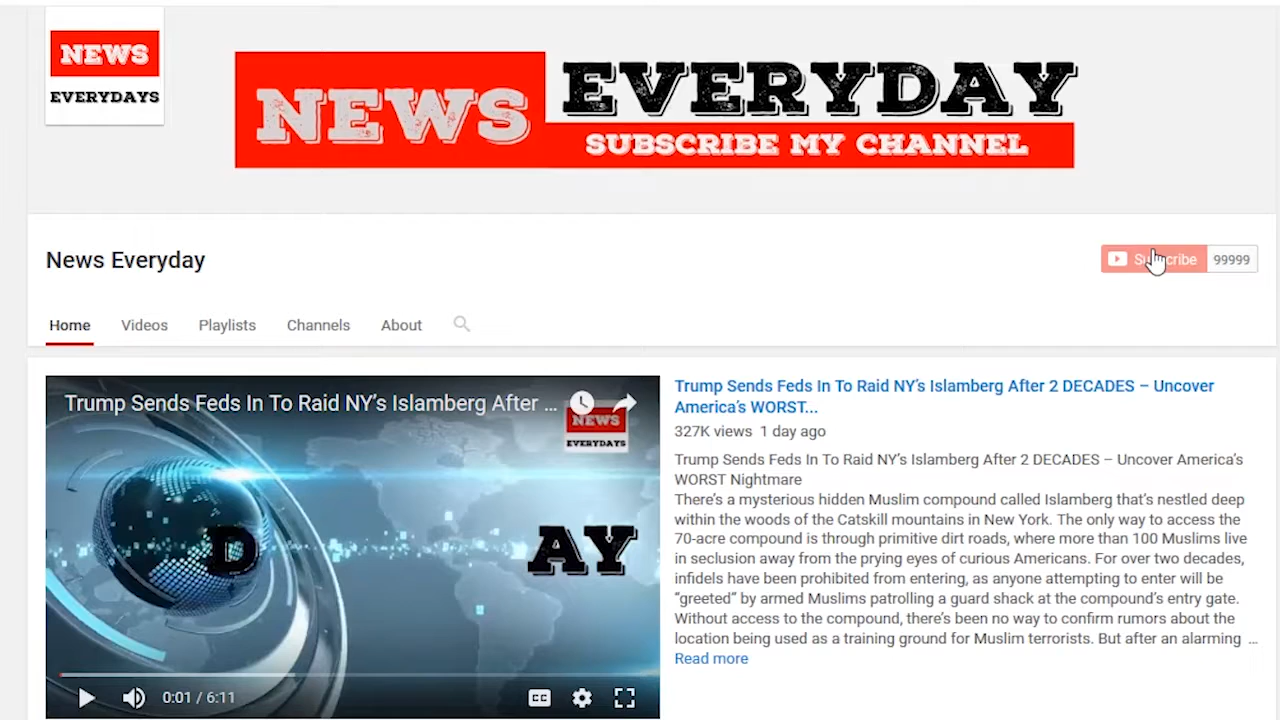 NEWS
EVERYDAYS
NEWS
EVERYDAY
SUBSCRIBE MY CHANNEL
News Everyday
Subscribe 99999
Home Videos Playlists Channels About
Trump Sends Feds In To Raid NY’s Islamberg After ...
NEWS
EVERYDAYS
D AY
0:01 / 6:11
CC
Trump Sends Feds In To Raid NY’s Islamberg After 2 DECADES – Uncover
America’s WORST...
327K views 1 day ago
Trump Sends Feds In To Raid NY’s Islamberg After 2 DECADES – Uncover America’s
WORST Nightmare
There’s a mysterious hidden Muslim compound called Islamberg that’s nestled deep
within the woods of the Catskill mountains in New York. The only way to access the
70-acre compound is through primitive dirt roads, where more than 100 Muslims live
in seclusion away from the prying eyes of curious Americans. For over two decades,
infidels have been prohibited from entering, as anyone attempting to enter will be
“greeted” by armed Muslims patrolling a guard shack at the compound’s entry gate.
Without access to the compound, there’s been no way to confirm rumors about the
location being used as a training ground for Muslim terrorists. But after an alarming ...
Read more